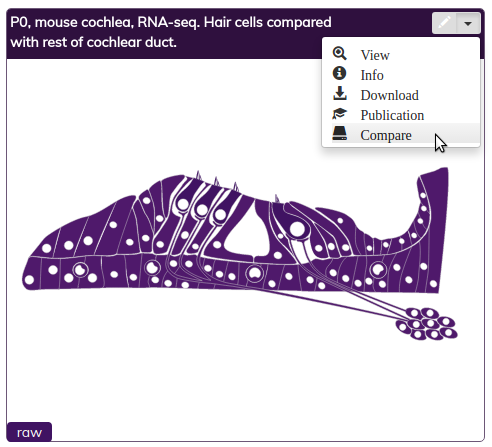 P0, mouse cochlea, RNA-seq. Hair cells compared
with rest of cochlear duct.
View
Info
Download
Publication
Compare
raw